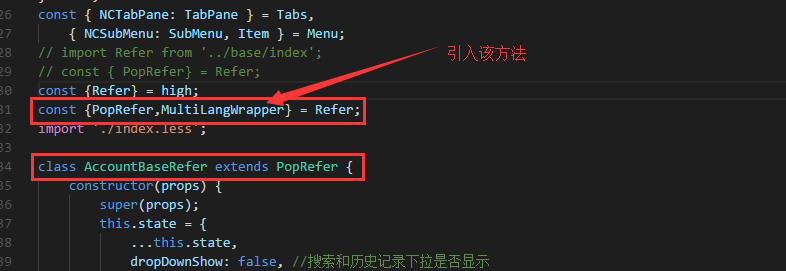 26 const { NCTabPane: TabPane } = Tabs,
27 { NCSubMenu: SubMenu, Item } = Menu;
28 // import Refer from '../base/index';
29 // const { PopRefer} = Refer;
30 const {Refer} = high;
引入该方法
31 const {PopRefer,MultiLangWrapper} = Refer;
32 import './index.less';
33
34 class AccountBaseRefer extends PopRefer {
35 constructor(props) {
36 super(props);
37 this.state = {
38 ...this.state,
39 dropDownShow: false, //搜索和历史记录下拉是否显示